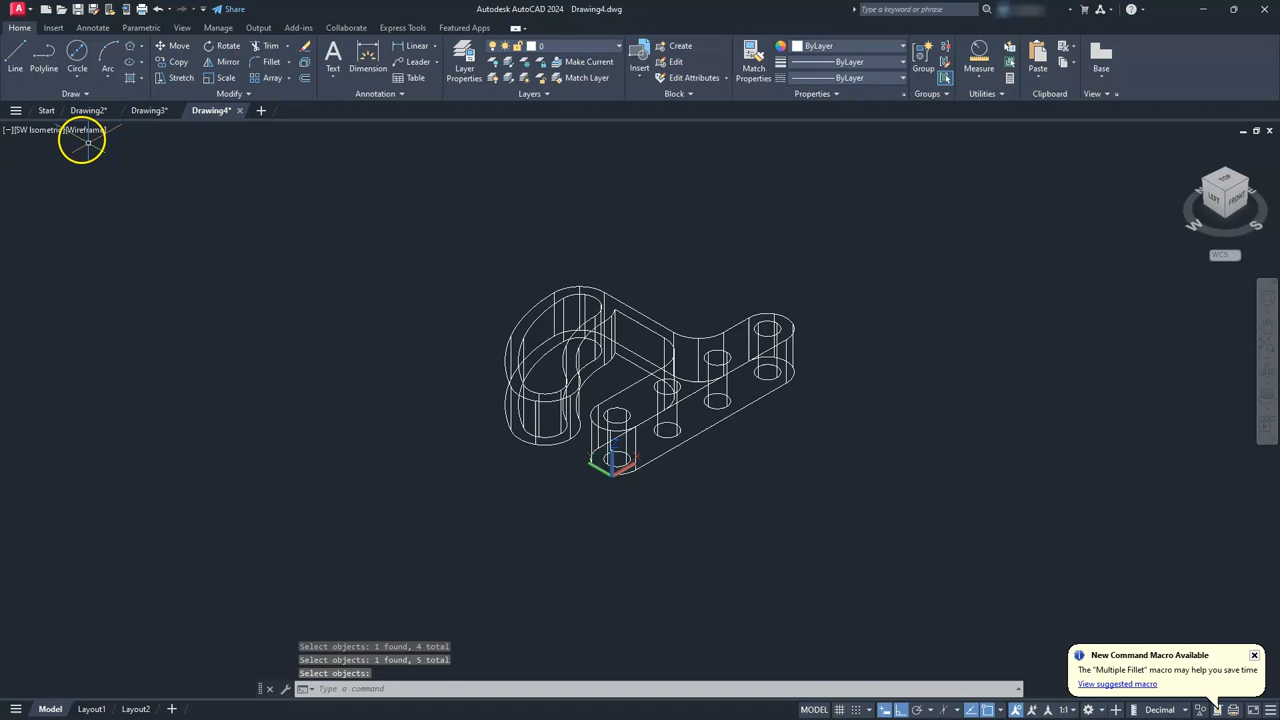 Share
Autodesk AutoCAD 2024 Drawing4.dwg
Type a keyword or phrase
Home Insert Annotate Parametric View Manage Output Add-ins Collaborate Express Tools Featured Apps
Line Polyline Circle Arc
Move Rotate Trim
Copy Mirror Fillet
Stretch Scale Array
Text Dimension
Linear
Leader
Table
Layer Properties
0
Make Current
Match Layer
Insert
Create
Edit
Edit Attributes
Match Properties
ByLayer
ByLayer
ByLayer
Group
Measure
Paste
Base
Draw Modify Annotation Layers Block Properties Groups Utilities Clipboard View
Start Drawing2* Drawing3* Drawing4*
[−][SW Isometric][Wireframe]
TOP
LEFT
FRONT
W
S
WCS
X
Select objects: 1 found, 4 total
Select objects: 1 found, 5 total
Select objects:
Type a command
New Command Macro Available
The "Multiple Fillet" macro may help you save time
View suggested macro
Model Layout1 Layout2
MODEL
1:1
Decimal